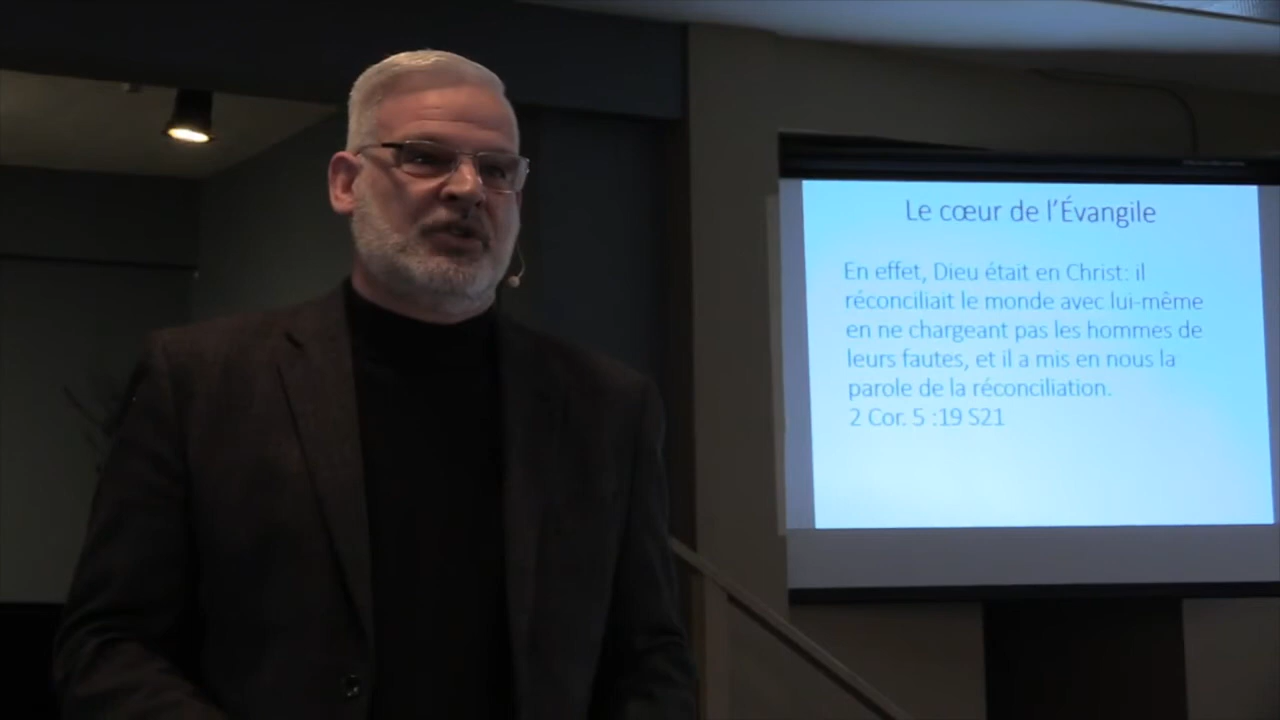 Le cœur de l’Évangile
En effet, Dieu était en Christ: il
réconciliait le monde avec lui-même
en ne chargeant pas les hommes de
leurs fautes, et il a mis en nous la
parole de la réconciliation.
2 Cor. 5 :19 S21